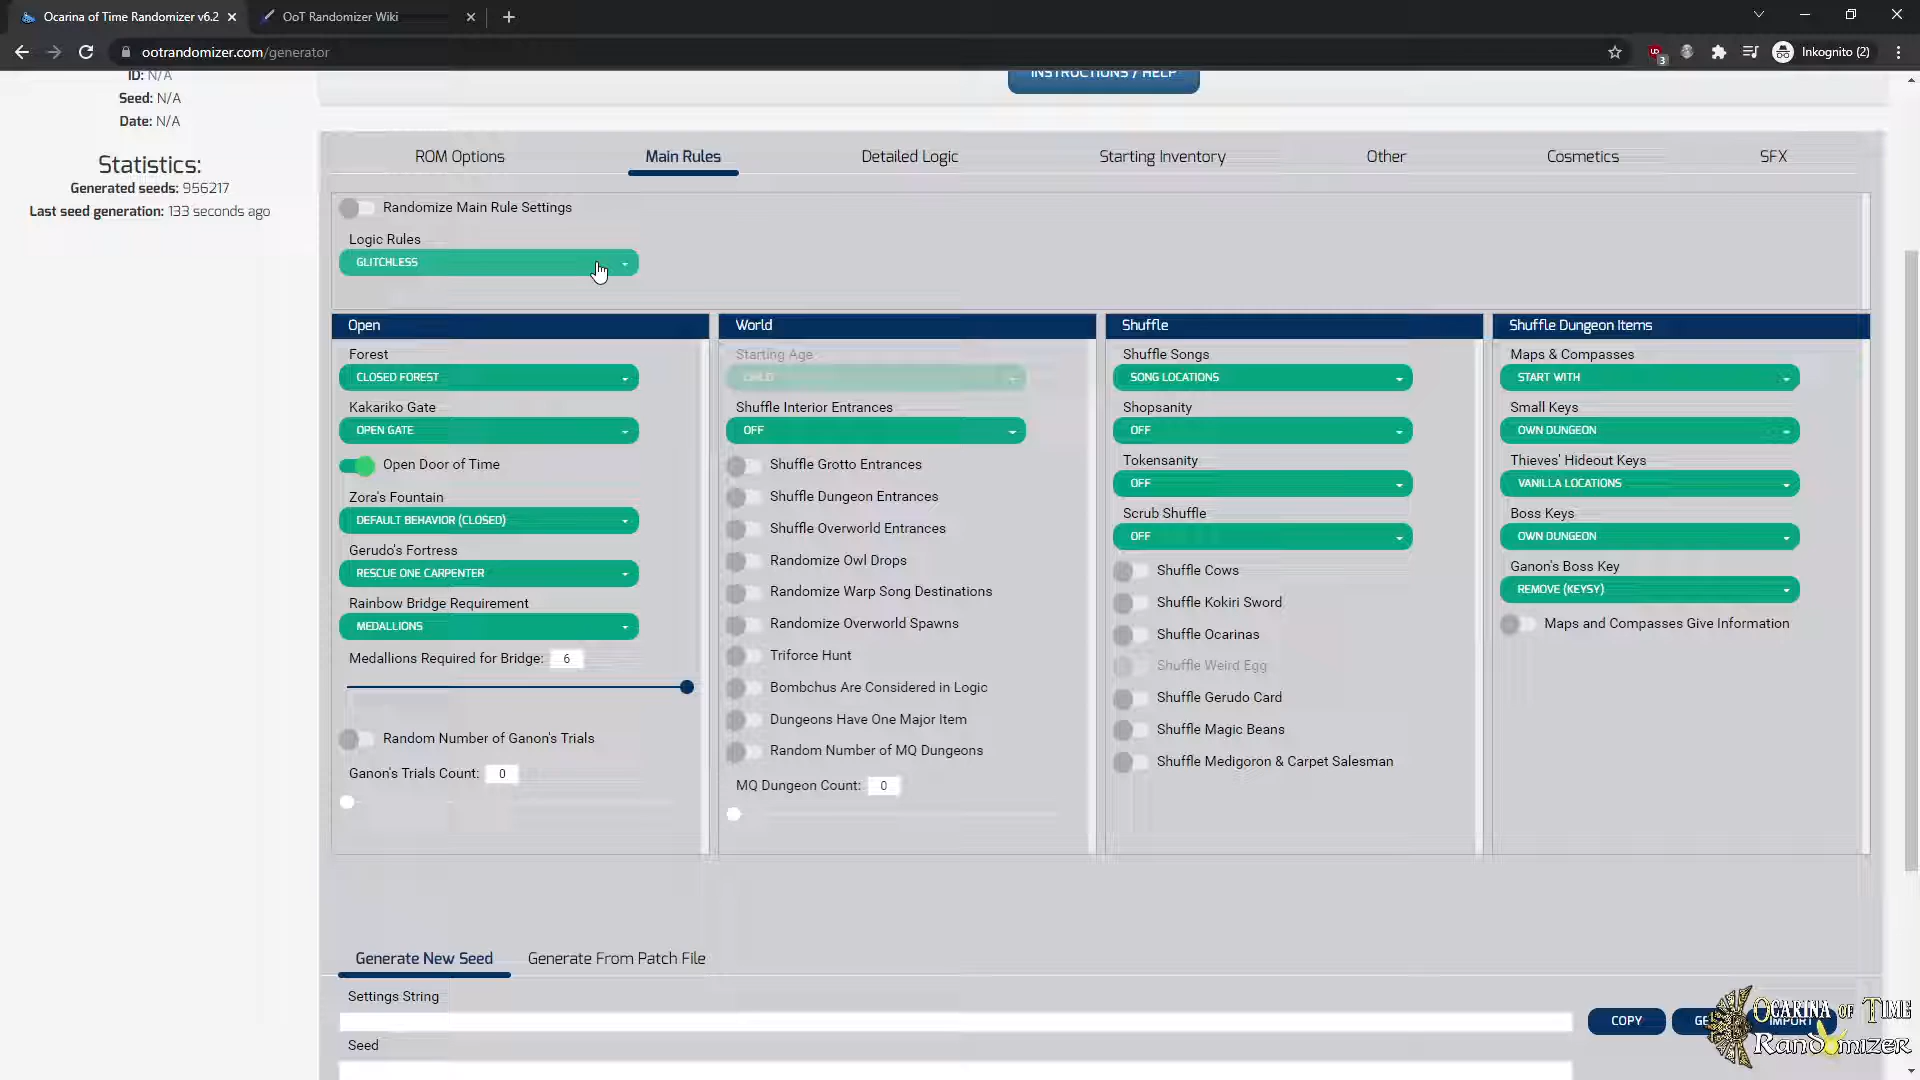 Ocarina of Time Randomizer v6.2
OoT Randomizer Wiki
ootrandomizer.com/generator
3
Inkognito (2)
ID: N/A
Seed: N/A
Date: N/A
Statistics:
Generated seeds: 956217
Last seed generation: 133 seconds ago
INSTRUCTIONS / HELP
ROM Options
Main Rules
Detailed Logic
Starting Inventory
Other
Cosmetics
SFX
Randomize Main Rule Settings
Logic Rules
GLITCHLESS
Open
Forest
CLOSED FOREST
Kakariko Gate
OPEN GATE
Open Door of Time
Zora's Fountain
DEFAULT BEHAVIOR (CLOSED)
Gerudo's Fortress
RESCUE ONE CARPENTER
Rainbow Bridge Requirement
MEDALLIONS
Medallions Required for Bridge: 6
Random Number of Ganon's Trials
Ganon's Trials Count: 0
World
Starting Age
CHILD
Shuffle Interior Entrances
OFF
Shuffle Grotto Entrances
Shuffle Dungeon Entrances
Shuffle Overworld Entrances
Randomize Owl Drops
Randomize Warp Song Destinations
Randomize Overworld Spawns
Triforce Hunt
Bombchus Are Considered in Logic
Dungeons Have One Major Item
Random Number of MQ Dungeons
MQ Dungeon Count: 0
Shuffle
Shuffle Songs
SONG LOCATIONS
Shopsanity
OFF
Tokensanity
OFF
Scrub Shuffle
OFF
Shuffle Cows
Shuffle Kokiri Sword
Shuffle Ocarinas
Shuffle Weird Egg
Shuffle Gerudo Card
Shuffle Magic Beans
Shuffle Medigoron & Carpet Salesman
Shuffle Dungeon Items
Maps & Compasses
START WITH
Small Keys
OWN DUNGEON
Thieves' Hideout Keys
VANILLA LOCATIONS
Boss Keys
OWN DUNGEON
Ganon's Boss Key
REMOVE (KEYSY)
Maps and Compasses Give Information
Generate New Seed
Generate From Patch File
Settings String
COPY
IMPORT
Seed
Ocarina of Time
Randomizer